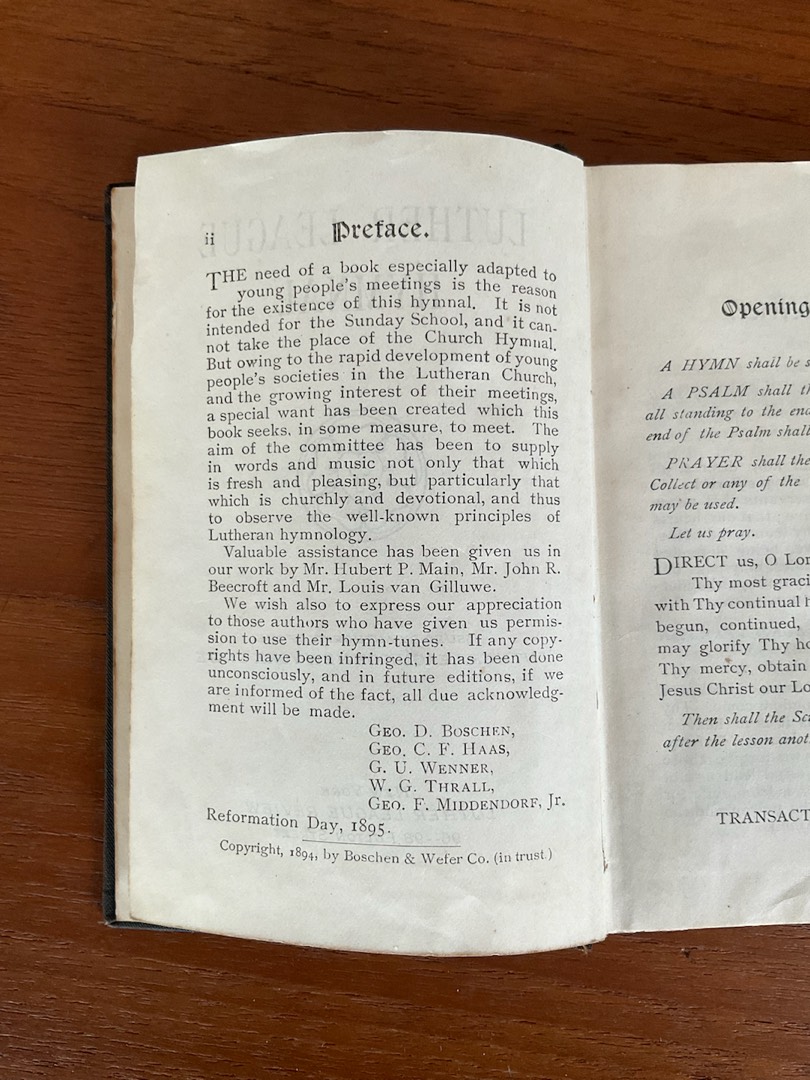 ii Preface.
THE need of a book especially adapted to
young people's meetings is the reason
for the existence of this hymnal. It is not
intended for the Sunday School, and it can-
not take the place of the Church Hymnal.
But owing to the rapid development of young
people's societies in the Lutheran Church,
and the growing interest of their meetings,
a special want has been created which this
book seeks, in some measure, to meet. The
aim of the committee has been to supply
in words and music not only that which
is fresh and pleasing, but particularly that
which is churchly and devotional, and thus
to observe the well-known principles of
Lutheran hymnology.
Valuable assistance has been given us in
our work by Mr. Hubert P. Main, Mr. John R.
Beecroft and Mr. Louis van Gilluwe.
We wish also to express our appreciation
to those authors who have given us permis-
sion to use their hymn-tunes. If any copy-
rights have been infringed, it has been done
unconsciously, and in future editions, if we
are informed of the fact, all due acknowledg-
ment will be made.
GEO. D. BOSCHEN,
GEO. C. F. HAAS,
G. U. WENNER,
W. G. THRALL,
GEO. F. MIDDENDORF, Jr.
Reformation Day, 1895.
Copyright, 1894, by Boschen & Wefer Co. (in trust.)
Opening
A HYMN shall be s
A PSALM shall th
all standing to the end
end of the Psalm shall
PRAYER shall the
Collect or any of the
may be used.
Let us pray.
DIRECT us, O Lor
Thy most graci
with Thy continual h
begun, continued,
may glorify Thy ho
Thy mercy, obtain
Jesus Christ our Lo
Then shall the Sc
after the lesson anot
TRANSACT